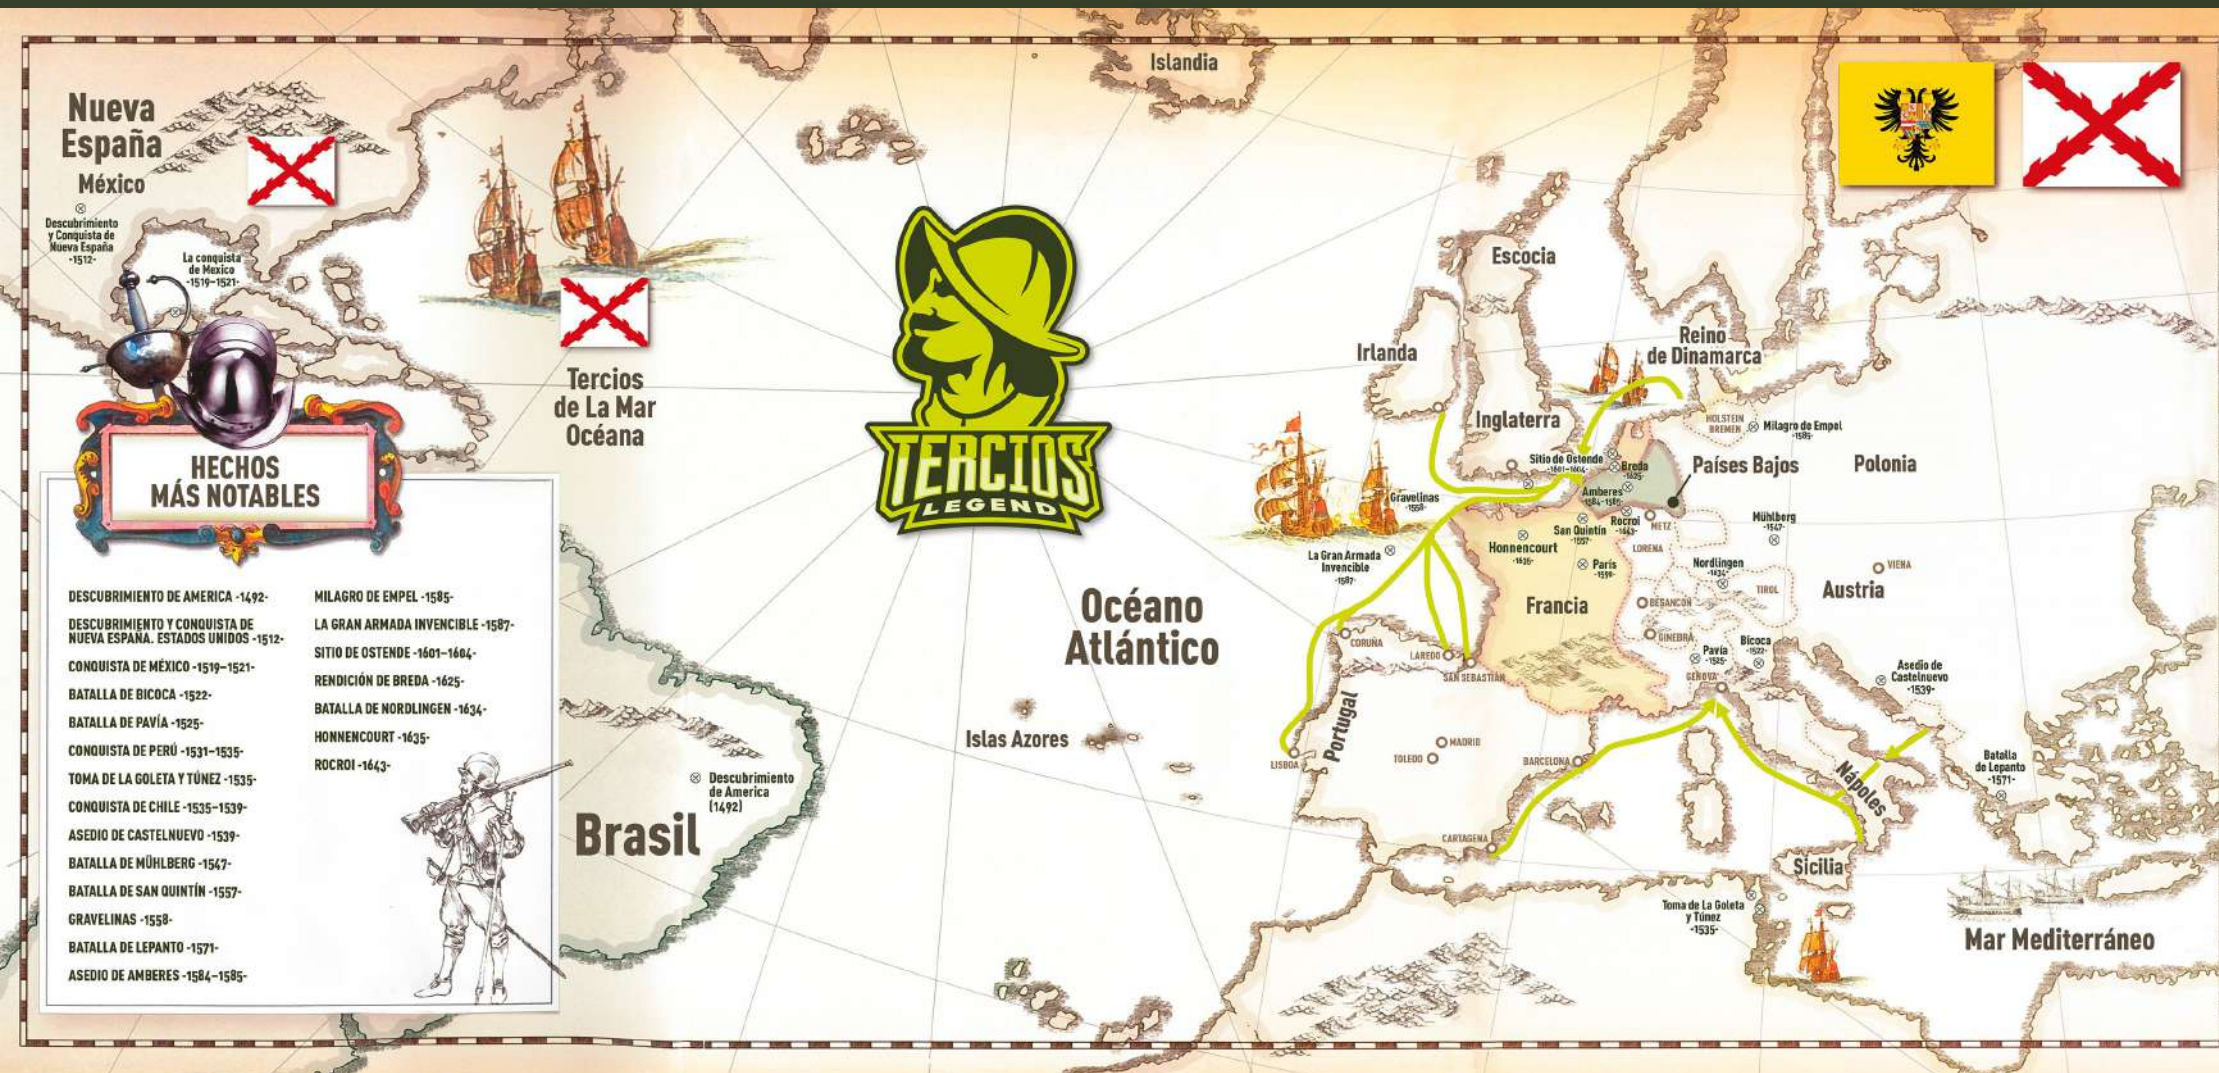 Islandia
Nueva
España
México
Descubrimiento
y Conquista de
Nueva España
-1512-
La conquista
de Mexico
-1519-1521-
Tercios
de La Mar
Océana
TERCIOS
LEGEND
Escocia
Irlanda
Inglaterra
Reino
de Dinamarca
HOLSTEIN
BREMEN
Milagro de Empel
-1585-
Sitio de Ostende
-1601-1604-
Breda
-1625-
Países Bajos
Polonia
Amberes
-1584-1585-
Gravelinas
-1558-
San Quintín
-1557-
Rocroi
-1643-
METZ
Mühlberg
-1547-
Honnencourt
-1635-
LORENA
París
-1590-
La Gran Armada
Invencible
-1587-
Nordlingen
-1634-
VIENA
TIROL
Austria
Francia
BESANCON
GINEBRA
Océano
Atlántico
CORUÑA
LAREDO
SAN SEBASTIÁN
Pavía
-1525-
Bicoca
-1522-
GENOVA
Asedio de
Castelnuevo
-1539-
Islas Azores
Portugal
LISBOA
MADRID
TOLEDO
BARCELONA
CARTAGENA
Nápoles
Batalla
de Lepanto
-1571-
Sicilia
Toma de La Goleta
y Túnez
-1535-
Mar Mediterráneo
Descubrimiento
de America
(1492)
Brasil
HECHOS
MÁS NOTABLES
DESCUBRIMIENTO DE AMERICA -1492-
DESCUBRIMIENTO Y CONQUISTA DE
NUEVA ESPAÑA. ESTADOS UNIDOS -1512-
CONQUISTA DE MÉXICO -1519-1521-
BATALLA DE BICOCA -1522-
BATALLA DE PAVÍA -1525-
CONQUISTA DE PERÚ -1531-1535-
TOMA DE LA GOLETA Y TÚNEZ -1535-
CONQUISTA DE CHILE -1535-1539-
ASEDIO DE CASTELNUEVO -1539-
BATALLA DE MÜHLBERG -1547-
BATALLA DE SAN QUINTÍN -1557-
GRAVELINAS -1558-
BATALLA DE LEPANTO -1571-
ASEDIO DE AMBERES -1584-1585-
MILAGRO DE EMPEL -1585-
LA GRAN ARMADA INVENCIBLE -1587-
SITIO DE OSTENDE -1601-1604-
RENDICIÓN DE BREDA -1625-
BATALLA DE NORDLINGEN -1634-
HONNENCOURT -1635-
ROCROI -1643-